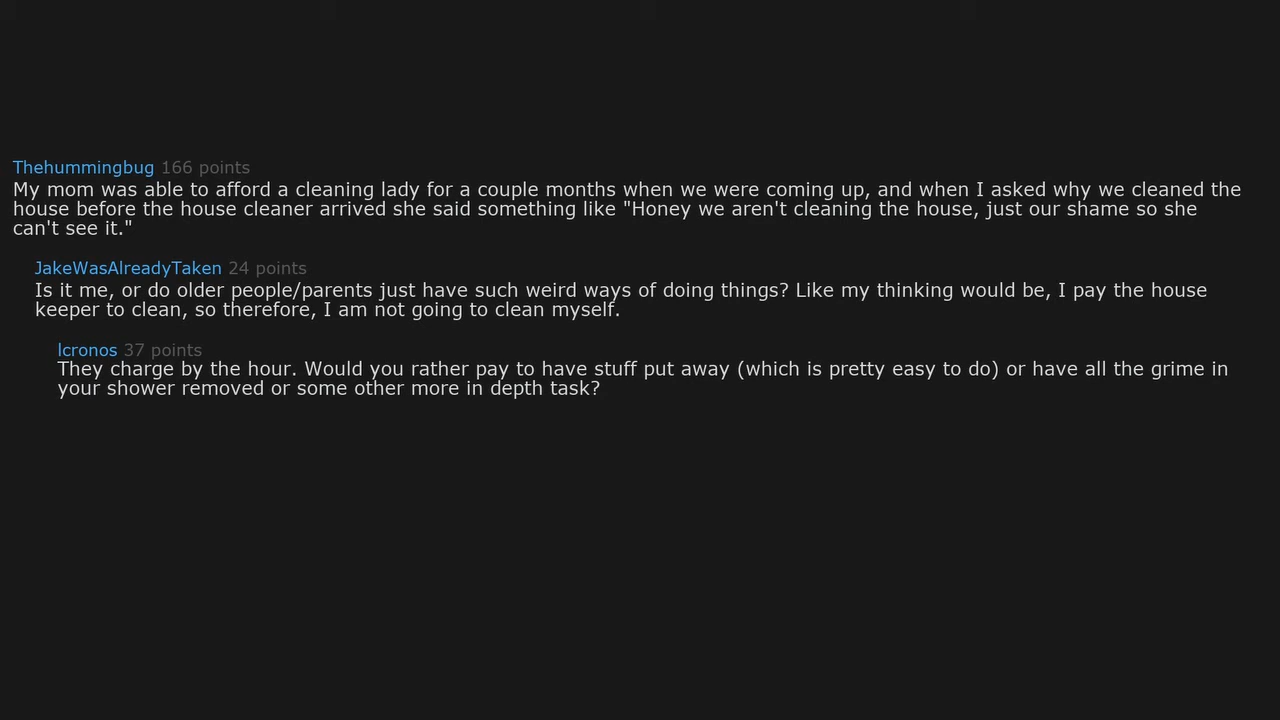 Thehummingbug 166 points
My mom was able to afford a cleaning lady for a couple months when we were coming up, and when I asked why we cleaned the
house before the house cleaner arrived she said something like "Honey we aren't cleaning the house, just our shame so she
can't see it."
JakeWasAlreadyTaken 24 points
Is it me, or do older people/parents just have such weird ways of doing things? Like my thinking would be, I pay the house
keeper to clean, so therefore, I am not going to clean myself.
Icronos 37 points
They charge by the hour. Would you rather pay to have stuff put away (which is pretty easy to do) or have all the grime in
your shower removed or some other more in depth task?